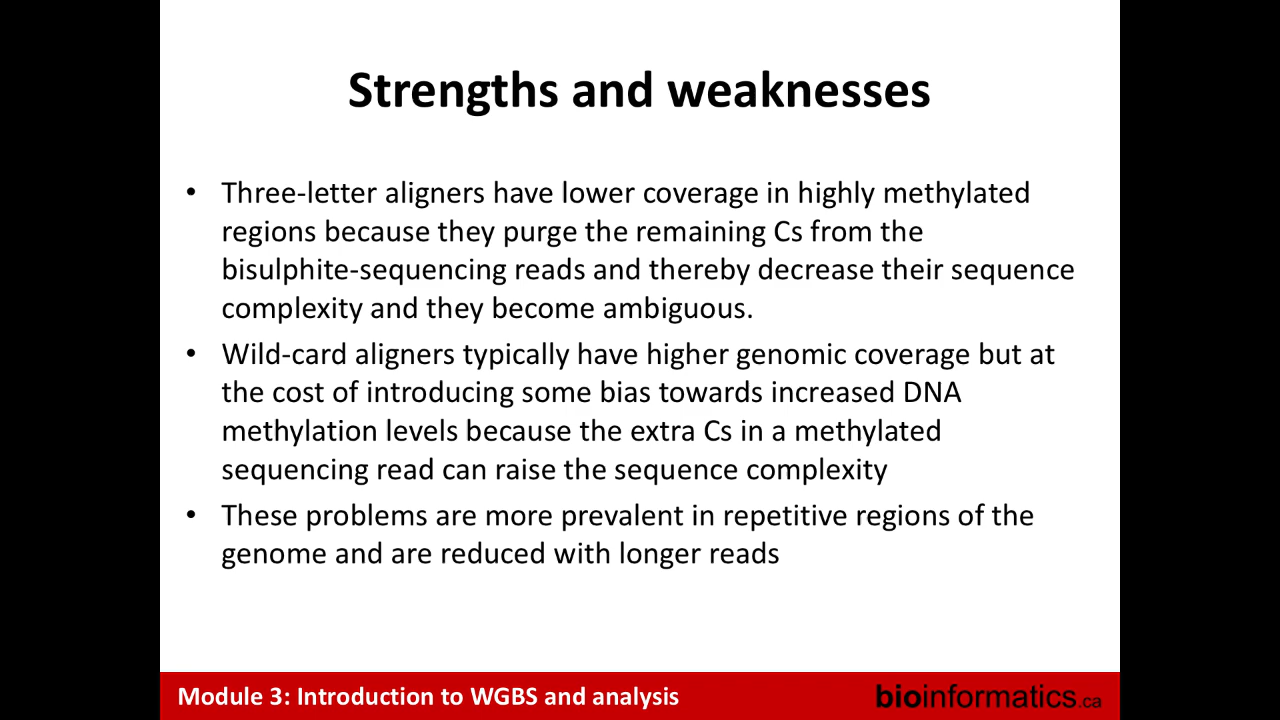 Strengths and weaknesses
• Three-letter aligners have lower coverage in highly methylated
regions because they purge the remaining Cs from the
bisulphite-sequencing reads and thereby decrease their sequence
complexity and they become ambiguous.
• Wild-card aligners typically have higher genomic coverage but at
the cost of introducing some bias towards increased DNA
methylation levels because the extra Cs in a methylated
sequencing read can raise the sequence complexity
• These problems are more prevalent in repetitive regions of the
genome and are reduced with longer reads
Module 3: Introduction to WGBS and analysis
bioinformatics.ca